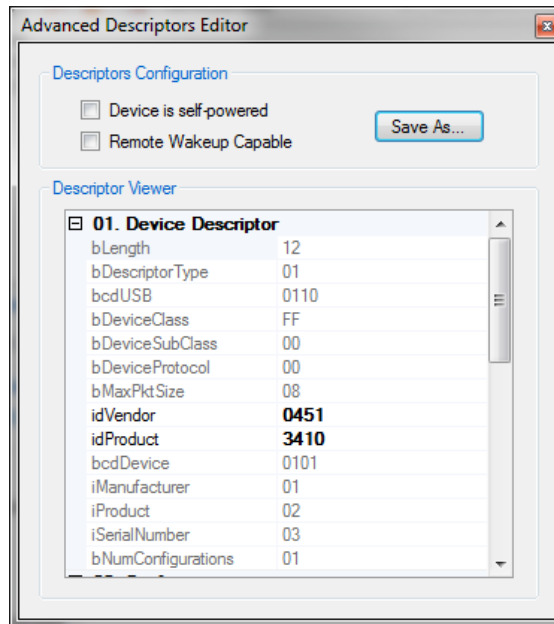 Advanced Descriptors Editor
Descriptors Configuration
Device is self-powered
Remote Wakeup Capable
Save As...
Descriptor Viewer
01. Device Descriptor
bLength 12
bDescriptorType 01
bcdUSB 0110
bDeviceClass FF
bDeviceSubClass 00
bDeviceProtocol 00
bMaxPktSize 08
idVendor 0451
idProduct 3410
bcdDevice 0101
iManufacturer 01
iProduct 02
iSerialNumber 03
bNumConfigurations 01